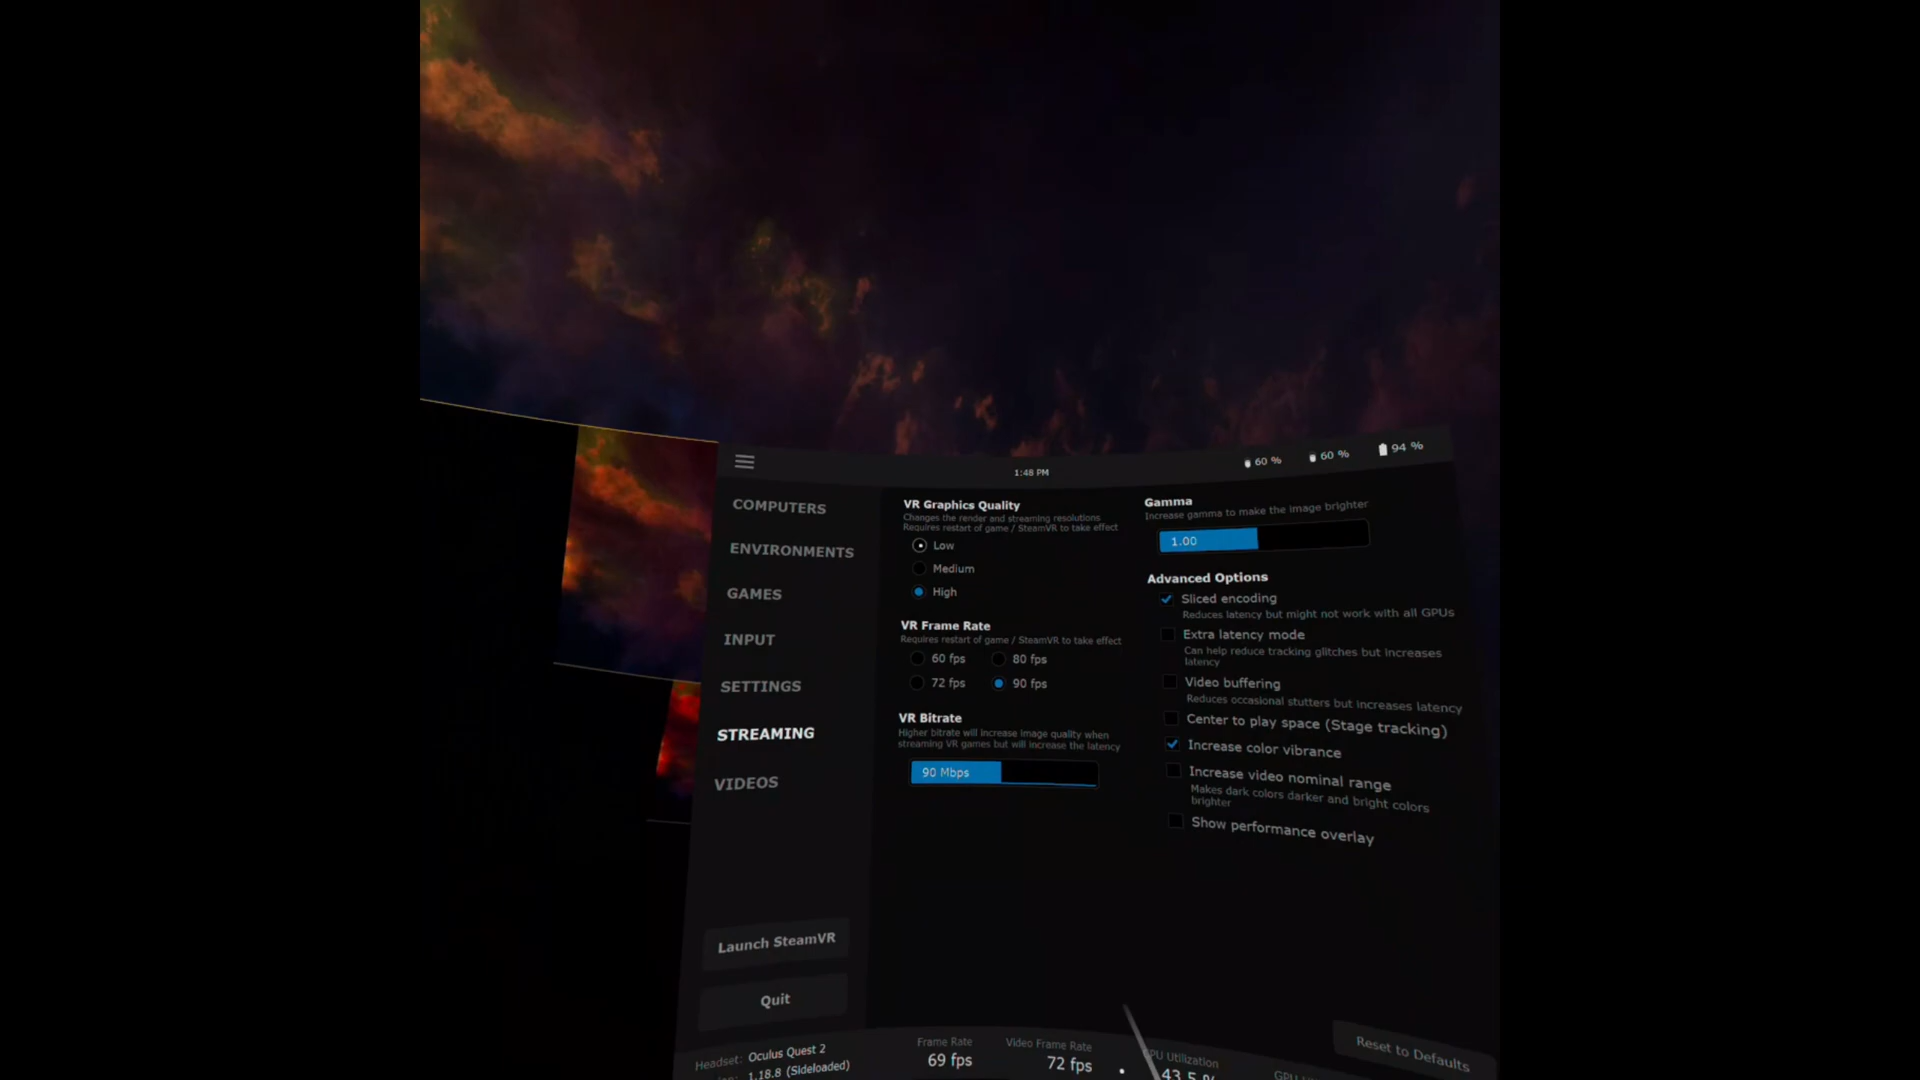 1:48 PM
60 %
60 %
94 %
COMPUTERS
ENVIRONMENTS
GAMES
INPUT
SETTINGS
STREAMING
VIDEOS
Launch SteamVR
Quit
VR Graphics Quality
Changes the render and streaming resolutions
Requires restart of game / SteamVR to take effect
Low
Medium
High
VR Frame Rate
Requires restart of game / SteamVR to take effect
60 fps
80 fps
72 fps
90 fps
VR Bitrate
Higher bitrate will increase image quality when
streaming VR games but will increase the latency
90 Mbps
Gamma
Increase gamma to make the image brighter
1.00
Advanced Options
Sliced encoding
Reduces latency but might not work with all GPUs
Extra latency mode
Can help reduce tracking glitches but increases
latency
Video buffering
Reduces occasional stutters but increases latency
Center to play space (Stage tracking)
Increase color vibrance
Increase video nominal range
Makes dark colors darker and bright colors
brighter
Show performance overlay
Reset to Defaults
Headset: Oculus Quest 2
1.18.8 (Sideloaded)
Frame Rate
69 fps
Video Frame Rate
72 fps
Utilization
43.5 %